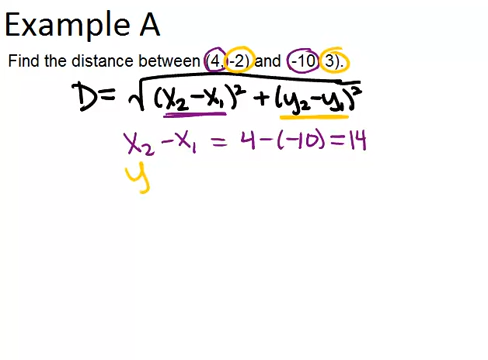 Example A
Find the distance between (4, -2) and (-10, 3).
D = √(x₂ - x₁)² + (y₂ - y₁)²
x₂ - x₁ = 4 - (-10) = 14
y